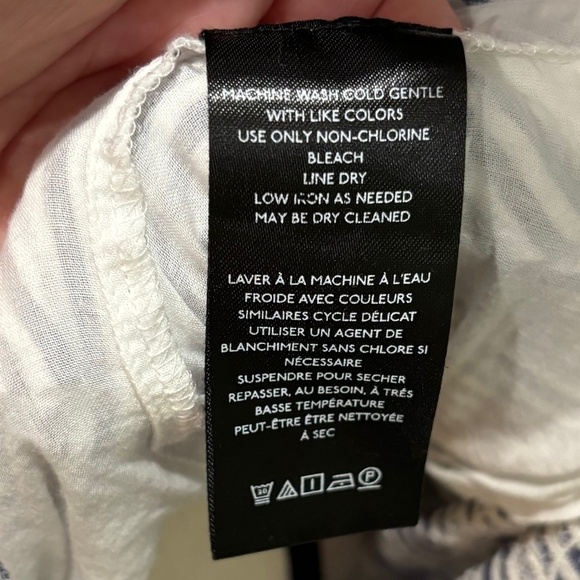 MACHINE WASH COLD GENTLE
WITH LIKE COLORS
USE ONLY NON-CHLORINE
BLEACH
LINE DRY
LOW IRON AS NEEDED
MAY BE DRY CLEANED
LAVER À LA MACHINE À L'EAU
FROIDE AVEC COULEURS
SIMILAIRES CYCLE DÉLICAT
UTILISER UN AGENT DE
BLANCHIMENT SANS CHLORE SI
NÉCESSAIRE
SUSPENDRE POUR SECHER
REPASSER, AU BESOIN, À TRÉS
BASSE TEMPÉRATURE
PEUT-ÊTRE ÊTRE NETTOYÉE
À SEC
30 P